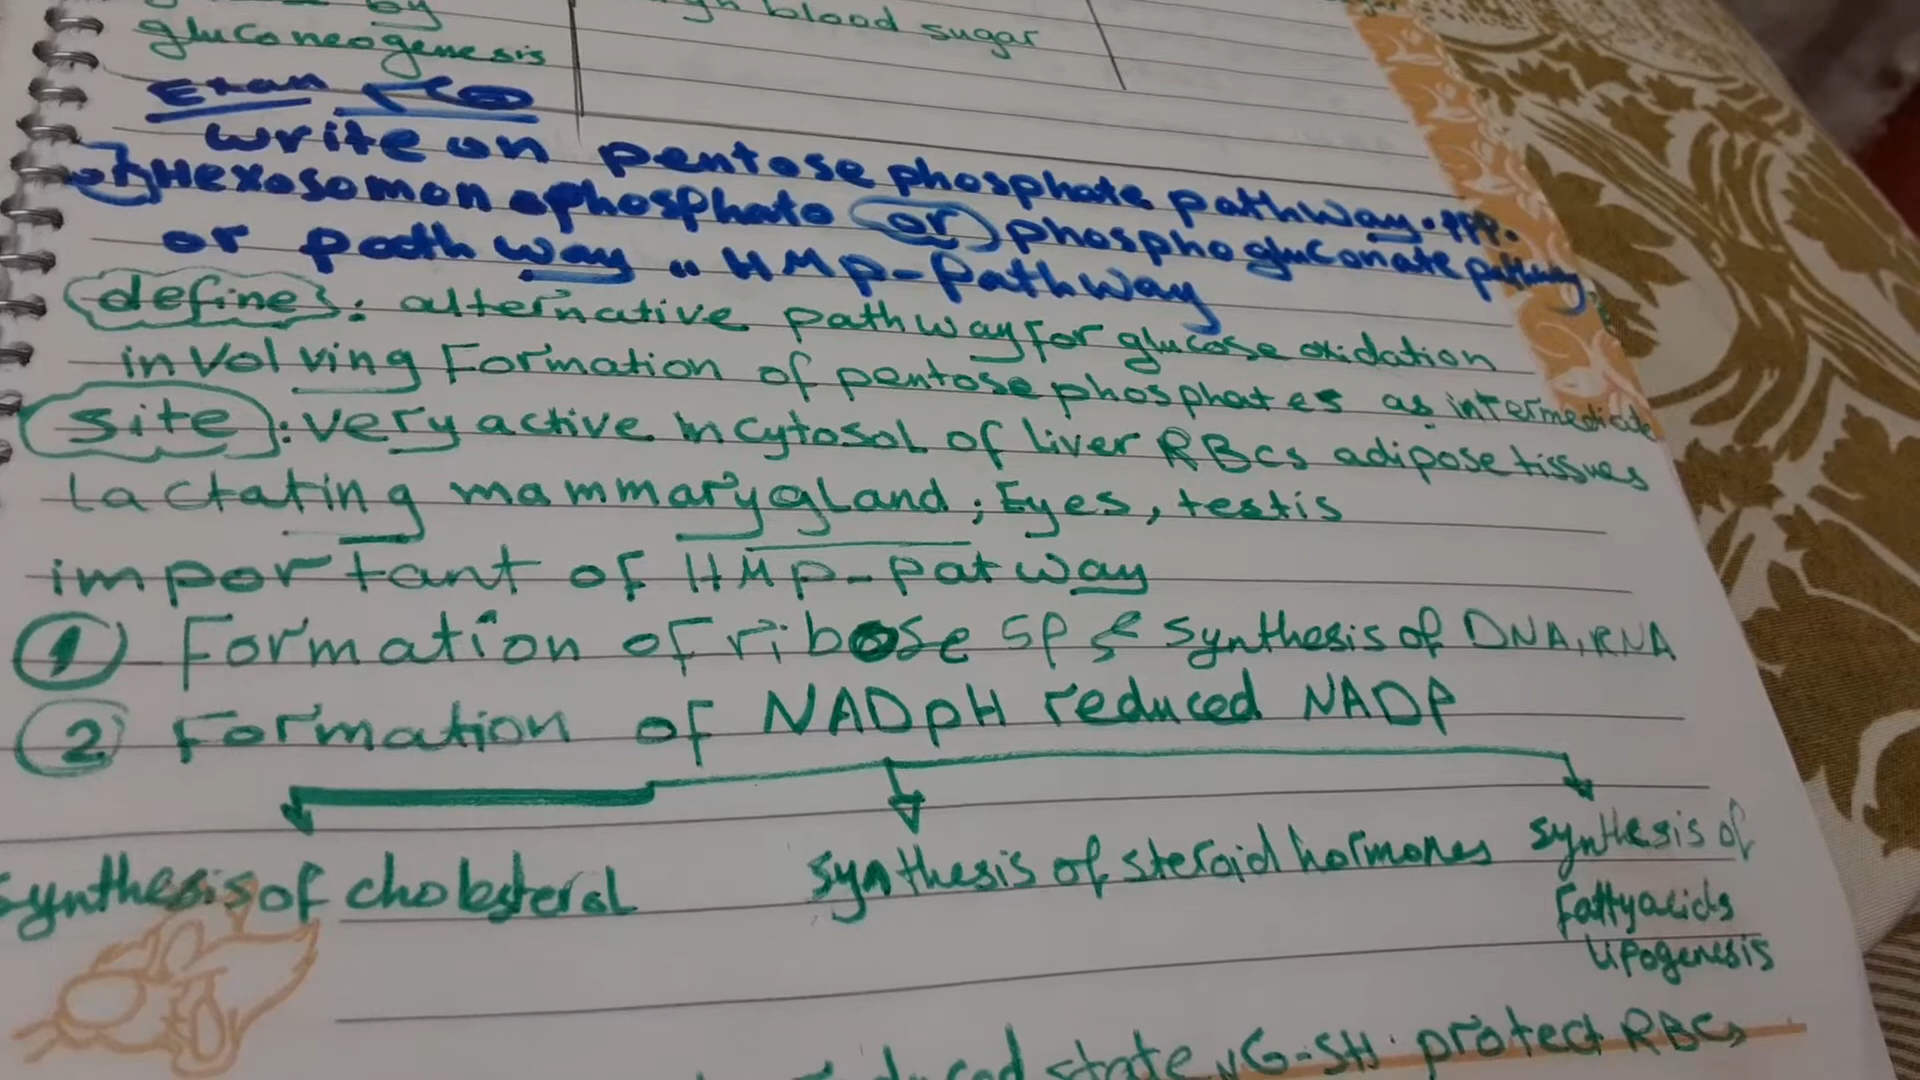 by
gluconeogenesis
high blood sugar
Exam
write on pentose phosphate pathway. PPP.
or Hexosomonophosphate or phosphogluconate pathway
or pathway .. HMP-Pathway
define: alternative pathway for glucose oxidation
involving Formation of pentose phosphates as intermediate
site: very active in cytosol of liver RBCs adipose tissues
Lactating mammary gland; Eyes, testis
important of HMP-patway
1 Formation of ribose 5P & synthesis of DNA, RNA
2 Formation of NADPH reduced NADP
synthesis of cholesteral
synthesis of steroid hormones
synthesis of
Fatty acids
Lipogenesis
state G-SH. protect RBCs